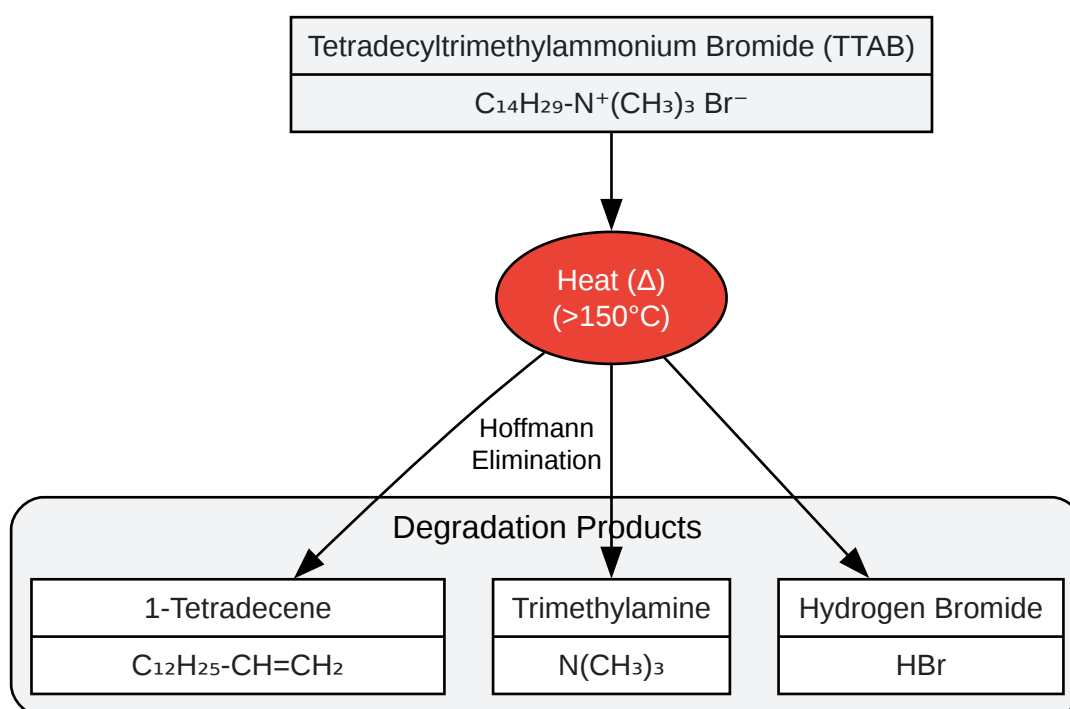 Tetradecyltrimethylammonium Bromide (TTAB)
C₁₄H₂₉-N⁺(CH₃)₃ Br⁻
Heat (Δ)
(>150°C)
Hoffmann
Elimination
Degradation Products
1-Tetradecene
C₁₂H₂₅-CH=CH₂
Trimethylamine
N(CH₃)₃
Hydrogen Bromide
HBr